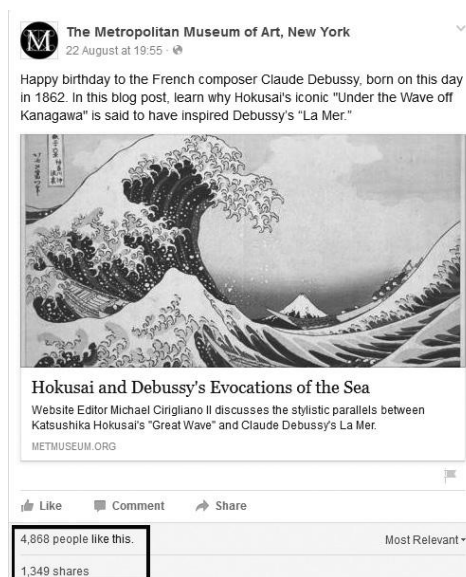 The Metropolitan Museum of Art, New York
22 August at 19:55 ·
Happy birthday to the French composer Claude Debussy, born on this day
in 1862. In this blog post, learn why Hokusai's iconic "Under the Wave off
Kanagawa" is said to have inspired Debussy's “La Mer.”
Hokusai and Debussy's Evocations of the Sea
Website Editor Michael Cirigliano II discusses the stylistic parallels between
Katsushika Hokusai's "Great Wave" and Claude Debussy's La Mer.
METMUSEUM.ORG
Like Comment Share
4,868 people like this. Most Relevant
1,349 shares